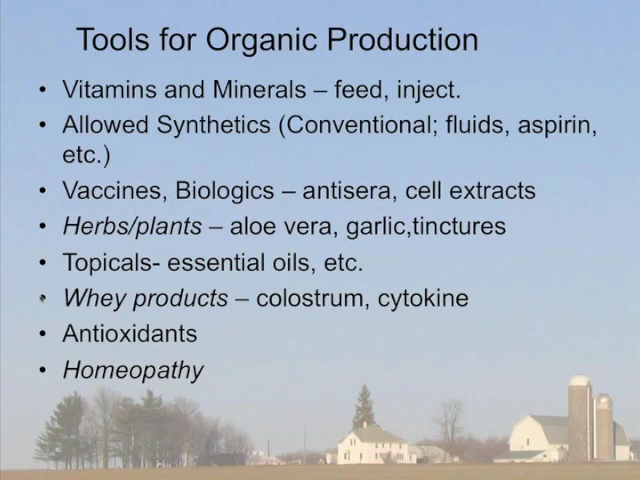 Tools for Organic Production
• Vitamins and Minerals – feed, inject.
• Allowed Synthetics (Conventional; fluids, aspirin,
etc.)
• Vaccines, Biologics – antisera, cell extracts
• Herbs/plants – aloe vera, garlic,tinctures
• Topicals- essential oils, etc.
• Whey products – colostrum, cytokine
• Antioxidants
• Homeopathy